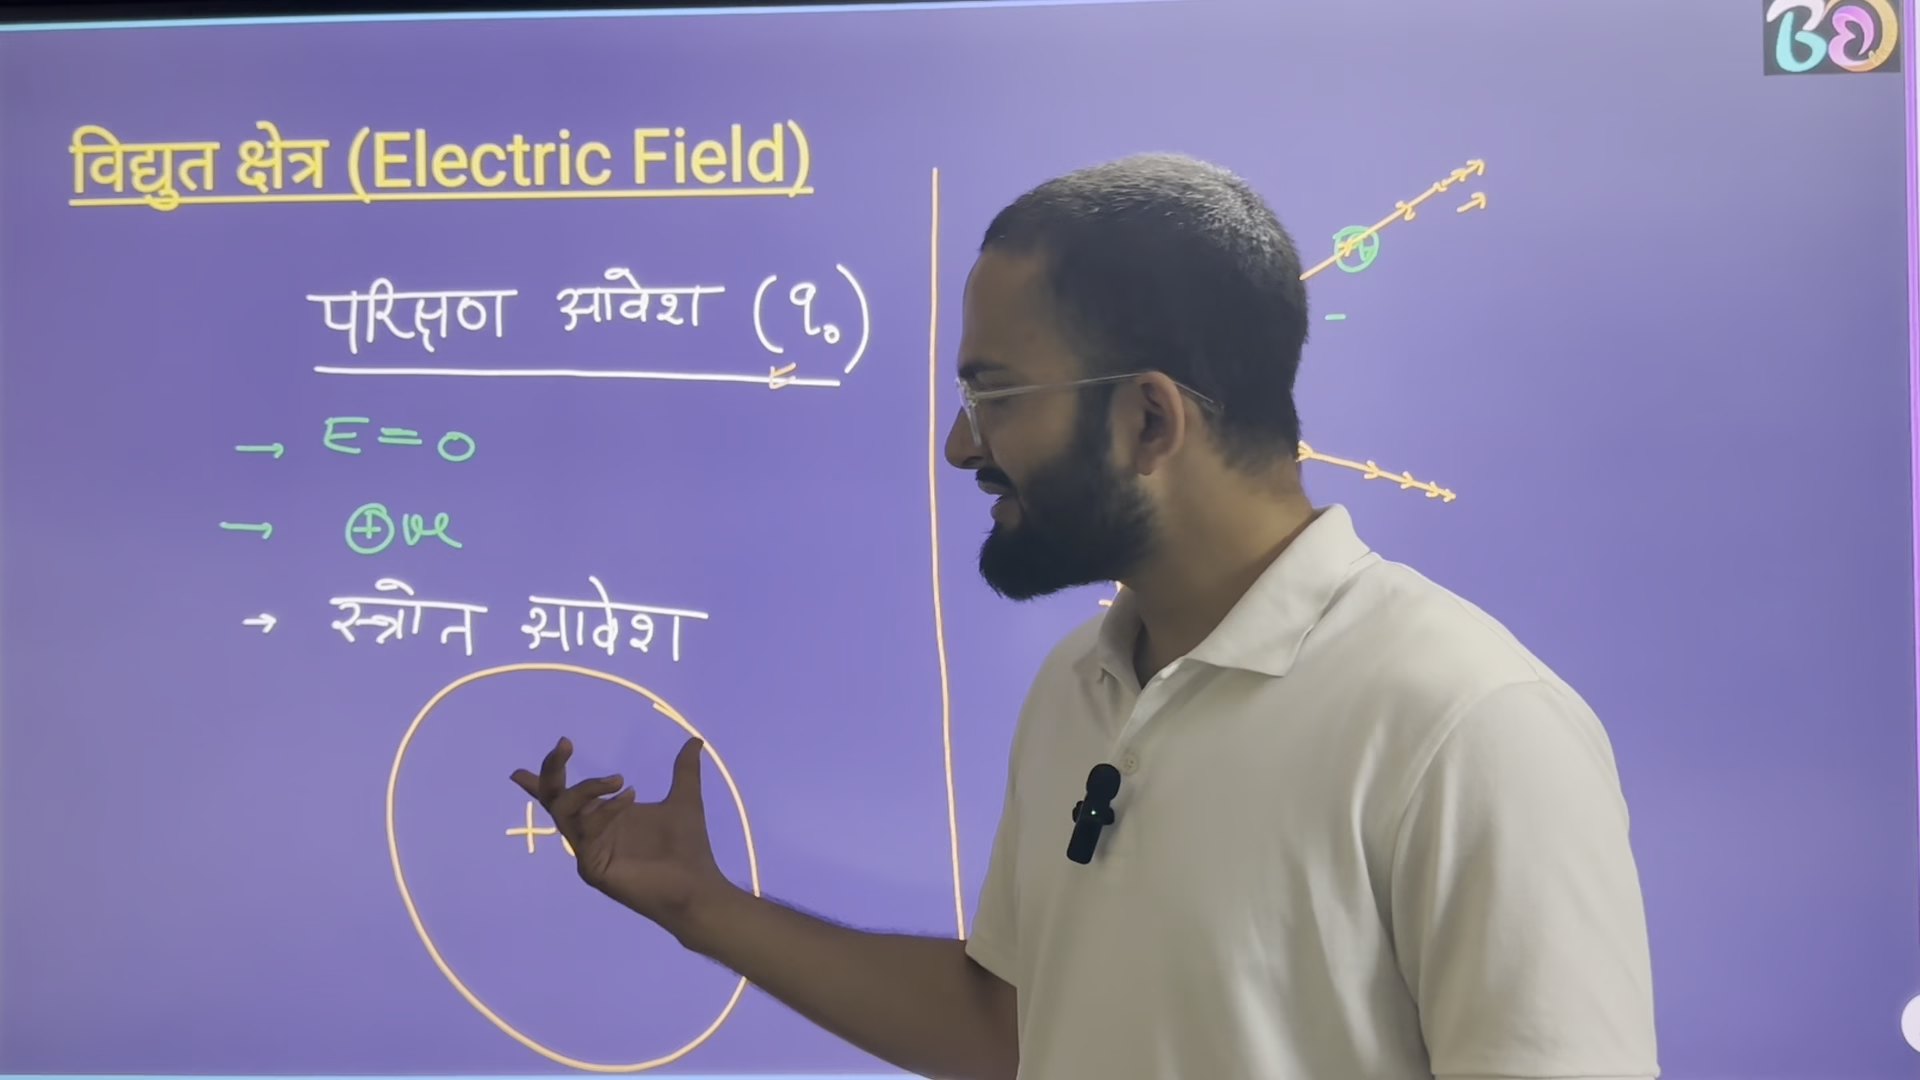 विद्युत क्षेत्र (Electric Field)
परिक्षण आवेश (q₀)
→ E = 0
→ ⊕ve
→ स्त्रोत आवेश
+
-